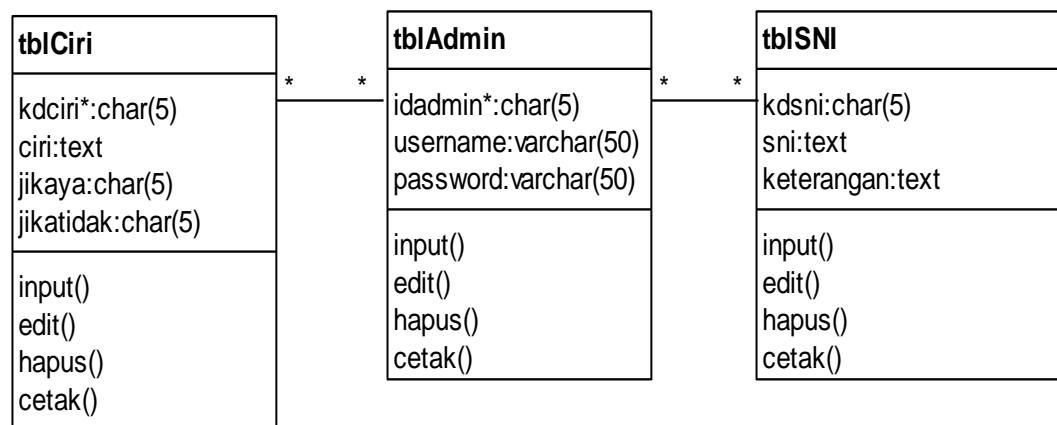 tblCiri
kdciri*:char(5)
ciri:text
jikaya:char(5)
jikatidak:char(5)
input()
edit()
hapus()
cetak()
* *
tblAdmin
idadmin*:char(5)
username:varchar(50)
password:varchar(50)
input()
edit()
hapus()
cetak()
* *
tblSNI
kdsni:char(5)
sni:text
keterangan:text
input()
edit()
hapus()
cetak()